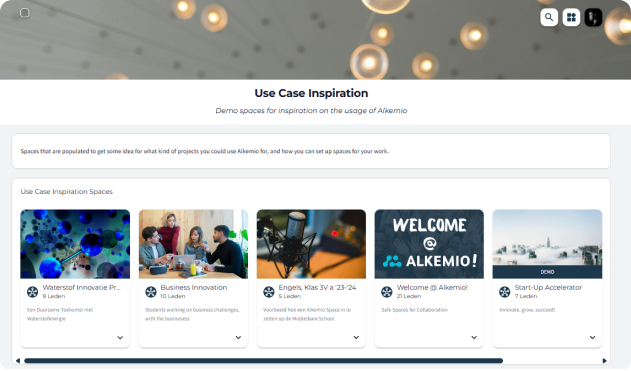 Use Case Inspiration
Demo spaces for inspiration on the usage of Alkemio
Spaces that are populated to get some idea for what kind of projects you could use Alkemio for, and how you can set up spaces for your work.
Use Case Inspiration Spaces
WELCOME
@
ALKEMIO!
DEMO
Waterstof Innovatie Pr...
9 Leden
Een Duurzame Toekomst met
Waterstofenergie
Business Innovation
10 Leden
Students working on business challenges,
with the businesess
Engels, Klas 3V a '23-'24
5 Leden
Voorbeeld hoe een Alkemio Space in te
zetten op de Middelbare School
Welcome @ Alkemio!
21 Leden
Safe Spaces for Collaboration
Start-Up Accelerator
7 Leden
Innovate, grow, succeed!